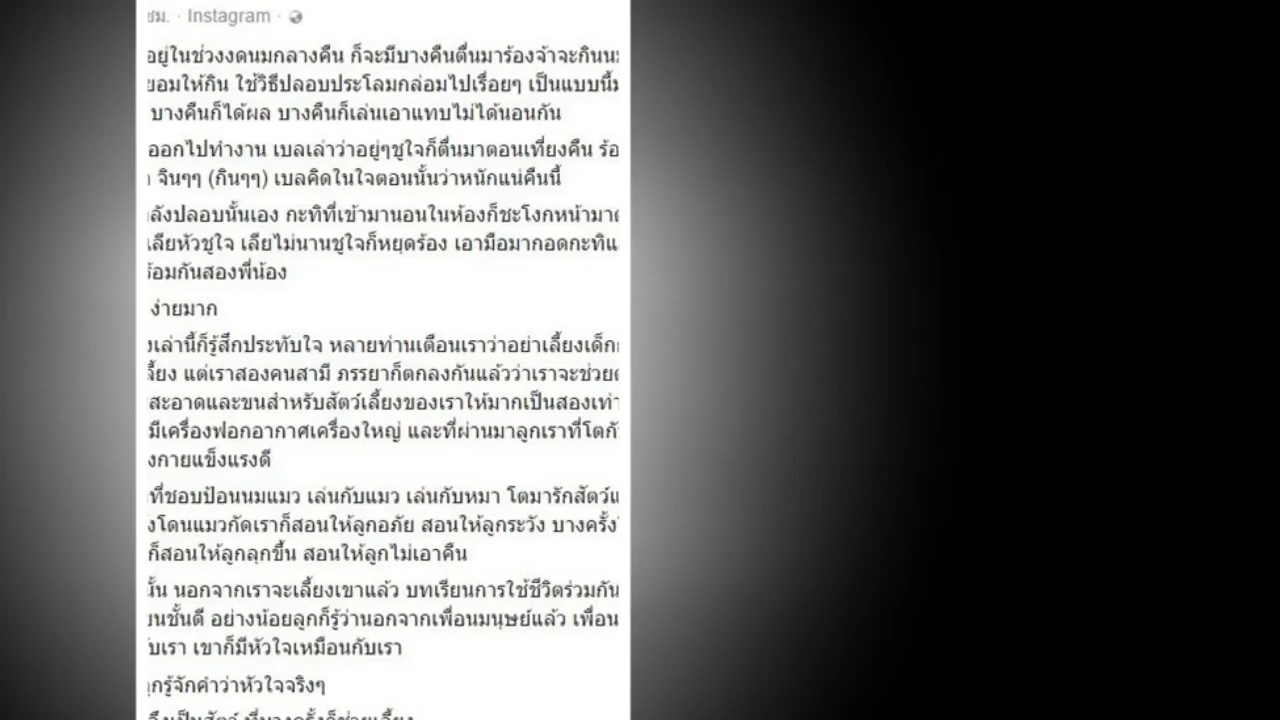 ชม. · Instagram ·
อยู่ในช่วงงดนมกลางคืน ก็จะมีบางคืนตื่นมาร้องจ้าจะกินนม
ยอมให้กิน ใช้วิธีปลอบประโลมกล่อมไปเรื่อยๆ เป็นแบบนี้
บางคืนก็ได้ผล บางคืนก็เล่นเอาแทบไม่ได้นอนกัน
ออกไปทำงาน เบลเล่าว่าอยู่ๆชูใจก็ตื่นมาตอนเที่ยงคืน
จินๆๆ (กินๆๆ) เบลคิดในใจตอนนั้นว่าหนักแน่คืนนี้
ลังปลอบนั้นเอง กะทิที่เข้ามานอนในห้องก็ชะโงกหน้ามา
เลียหัวชูใจ เลียไม่นานชูใจก็หยุดร้อง เอามือมากอดกะทิ
ร้อมกันสองพี่น้อง
ง่ายมาก
เล่านี้ก็รู้สึกประทับใจ หลายท่านเตือนเราว่าอย่าเลี้ยงเด็ก
ลี้ยง แต่เราสองคนสามี ภรรยาก็ตกลงกันแล้วว่าเราจะช่วย
สะอาดและขนสำหรับสัตว์เลี้ยงของเราให้มากเป็นสองเท่า
มีเครื่องฟอกอากาศเครื่องใหญ่ และที่ผ่านมาลูกเราที่โต
งกายแข็งแรงดี
ที่ชอบป้อนนมแมว เล่นกับแมว เล่นกับหมา โตมารักสัตว์
โดนแมวกัดเราก็สอนให้ลูกอภัย สอนให้ลูกระวัง บางครั้ง
ก็สอนให้ลูกลุกขึ้น สอนให้ลูกไม่เอาคืน
นั้น นอกจากเราจะเลี้ยงเขาแล้ว บทเรียนการใช้ชีวิตร่วมกัน
ยนชั้นดี อย่างน้อยลูกก็รู้ว่านอกจากเพื่อนมนุษย์แล้ว เพื่อน
ับเรา เขาก็มีหัวใจเหมือนกับเรา
ูกรู้จักคำว่าหัวใจจริงๆ
ถึงเป็นสัตว์ ที่บางครั้งก็ช่วยเลี้ยง